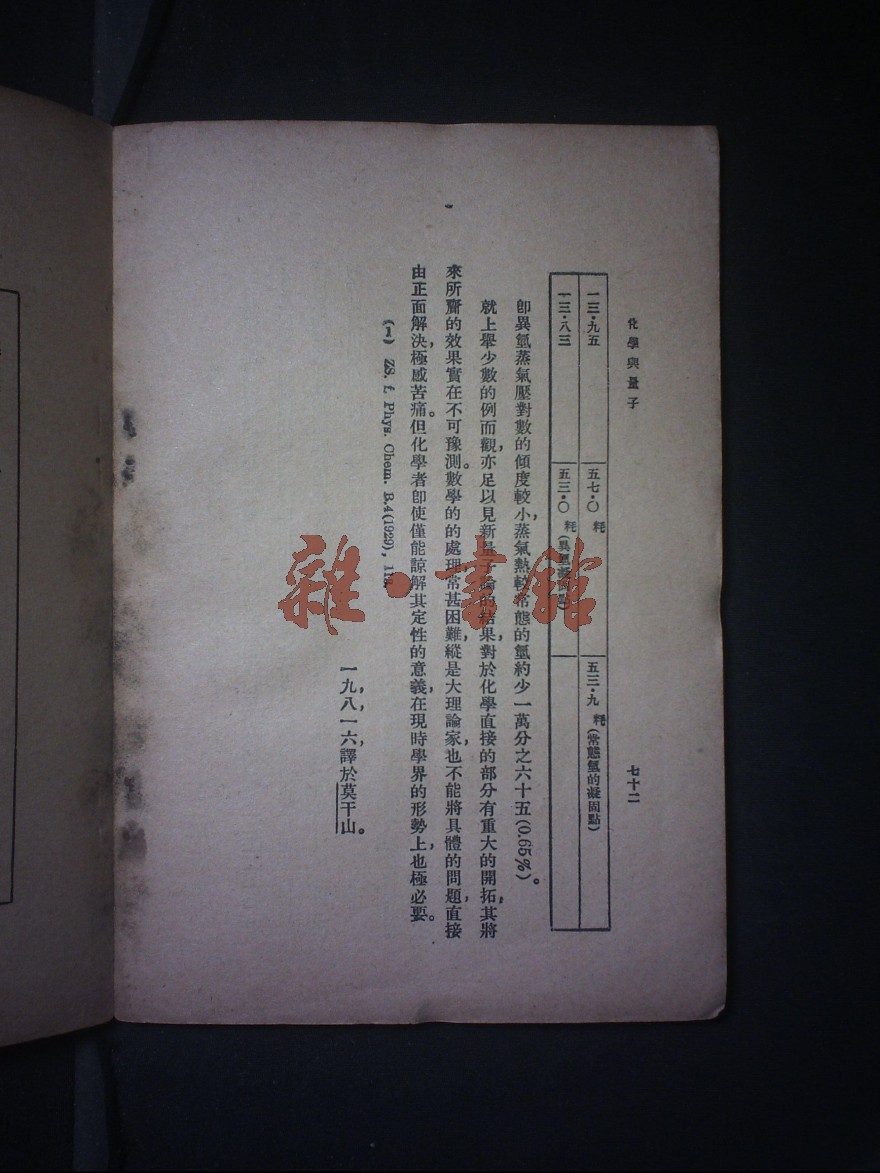 化學與量子
七十二
一三•九五 五七•〇 粍 五三•九 粍(常態氫的凝固點)
一三•八三 五三•〇 粍(異氫凝固點)
卽異氫蒸氣壓對數的傾度較小,蒸氣熱較常態的氫約少一萬分之六十五(0.65%)。
就上舉少數的例而觀,亦足以見新量子論的結果,對於化學直接的部分有重大的開拓,其將
來所齎的效果實在不可豫測。數學的的處理常甚困難,縱是大理論家,也不能將具體的問題,直接
由正面解決,極感苦痛。但化學者卽使僅能諒解其定性的意義,在現時學界的形勢上,也極必要。
(1) ZS. f. Phys. Chem. B.4(1929), 113.
一九,八,一六,譯於莫干山。
雜•書館